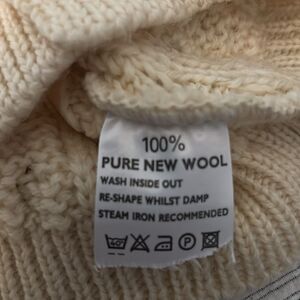 100%
PURE NEW WOOL
WASH INSIDE OUT
RE-SHAPE WHILST DAMP
STEAM IRON RECOMMENDED